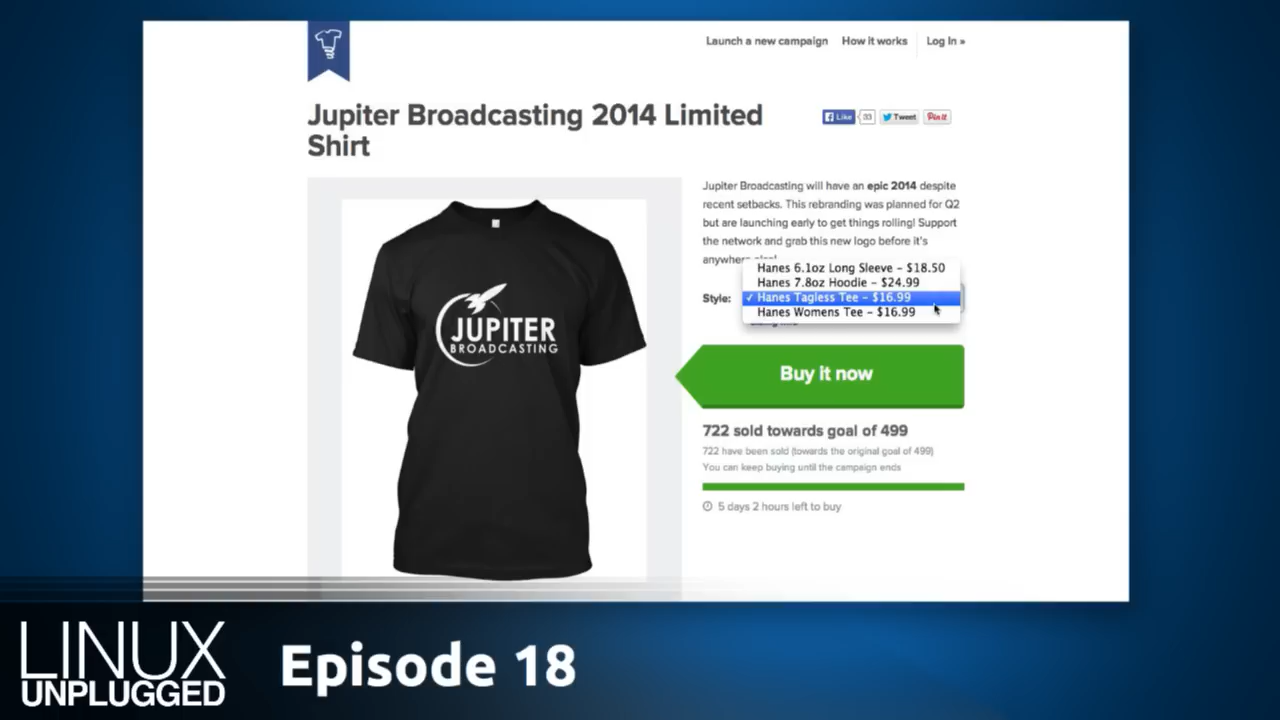 Launch a new campaign How it works Log In »
Jupiter Broadcasting 2014 Limited
Shirt
Like 33 Tweet Pin it
Jupiter Broadcasting will have an epic 2014 despite
recent setbacks. This rebranding was planned for Q2
but are launching early to get things rolling! Support
the network and grab this new logo before it's
Hanes 6.1oz Long Sleeve – $18.50
Hanes 7.8oz Hoodie – $24.99
Style: ✓ Hanes Tagless Tee – $16.99
Hanes Womens Tee – $16.99
JUPITER
BROADCASTING
Buy it now
722 sold towards goal of 499
722 have been sold (towards the original goal of 499)
You can keep buying until the campaign ends
5 days 2 hours left to buy
LINUX
UNPLUGGED
Episode 18